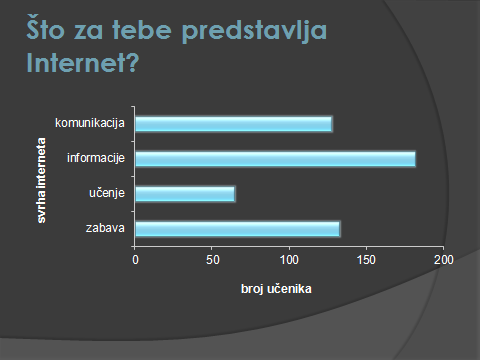 Što za tebe predstavlja
Internet?
komunikacija
informacije
učenje
zabava
svrha interneta
0 50 100 150 200
broj učenika